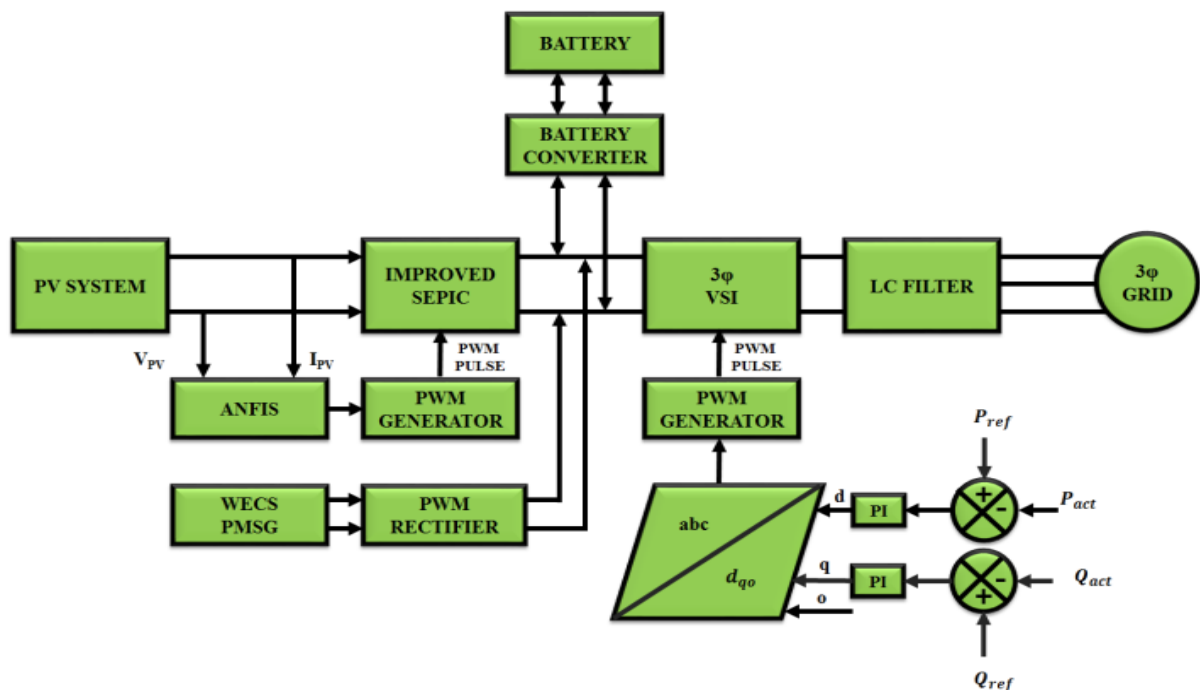 BATTERY
BATTERY
CONVERTER
PV SYSTEM
IMPROVED
SEPIC
3φ
VSI
LC FILTER
3φ
GRID
V_PV
I_PV
PWM
PULSE
PWM
PULSE
ANFIS
PWM
GENERATOR
PWM
GENERATOR
P_ref
WECS
PMSG
PWM
RECTIFIER
abc
d_qo
d
PI
+
-
P_act
q
PI
-
+
Q_act
o
Q_ref